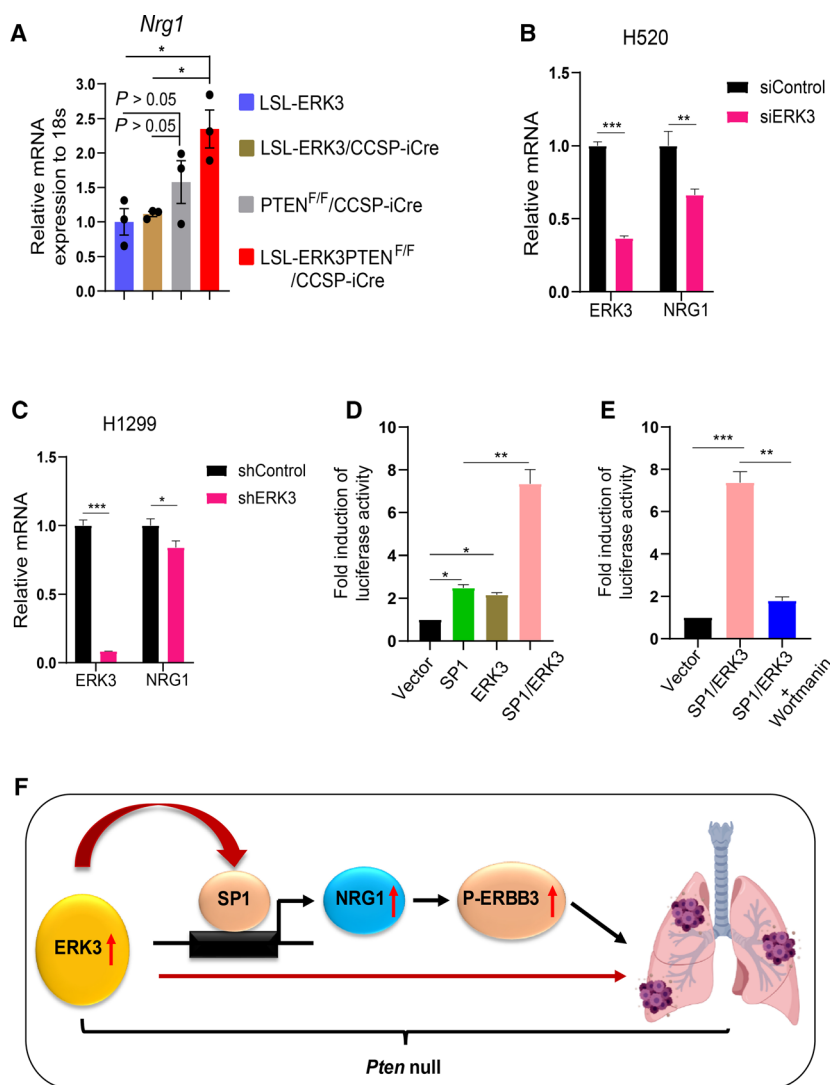 A
Nrg1
*
*
P > 0.05
P > 0.05
Relative mRNA
expression to 18s
3.0
2.5
2.0
1.5
1.0
0.5
0.0
LSL-ERK3
LSL-ERK3/CCSP-iCre
PTEN^F/F/CCSP-iCre
LSL-ERK3PTEN^F/F
/CCSP-iCre
B
H520
Relative mRNA
1.5
1.0
0.5
0.0
***
**
ERK3
NRG1
siControl
siERK3
C
H1299
Relative mRNA
1.5
1.0
0.5
0.0
***
*
ERK3
NRG1
shControl
shERK3
D
Fold induction of
luciferase activity
10
8
6
4
2
0
**
*
*
Vector
SP1
ERK3
SP1/ERK3
E
Fold induction of
luciferase activity
10
8
6
4
2
0
***
**
Vector
SP1/ERK3
SP1/ERK3
+
Wortmanin
F
ERK3
SP1
NRG1
P-ERBB3
Pten null